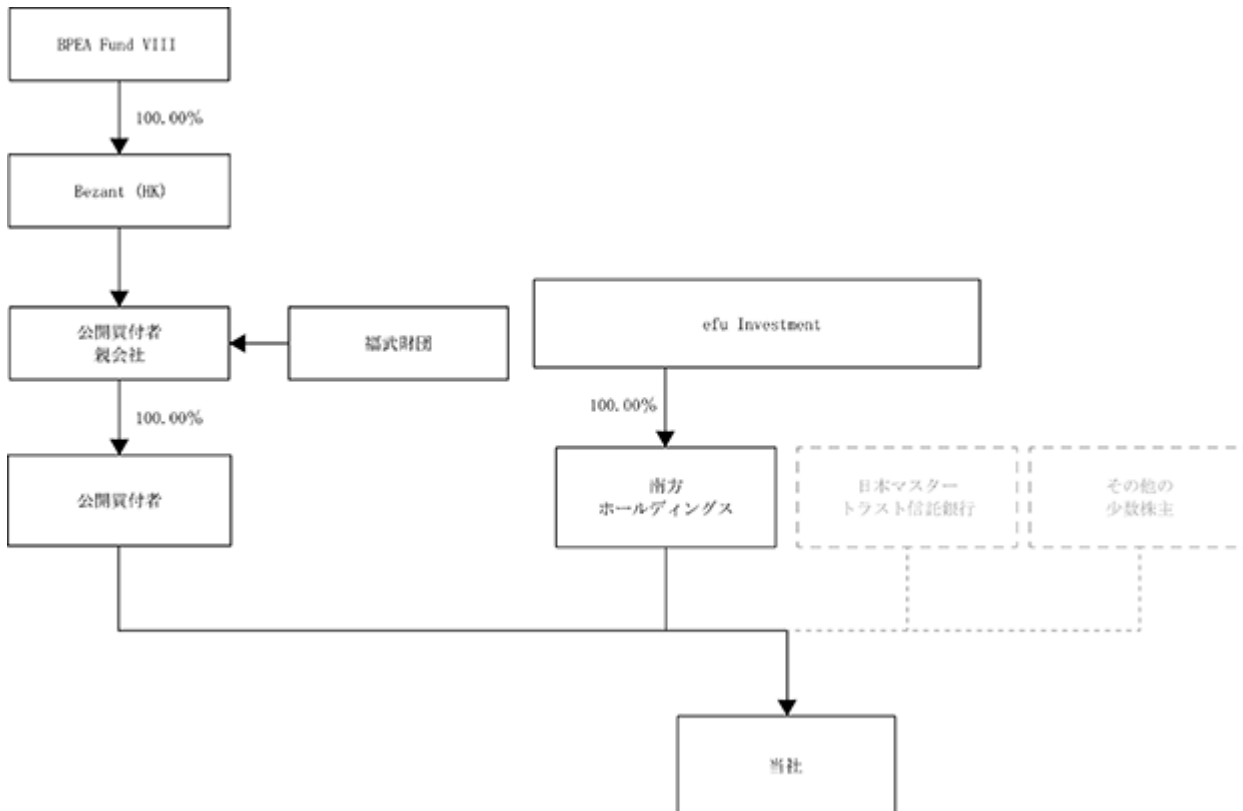 BPEA Fund VIII
100.00%
Bezant (HK)
公開買付者
親会社
福武財団
efu Investment
100.00%
100.00%
公開買付者
南方
ホールディングス
日本マスター
トラスト信託銀行
その他の
少数株主
当社